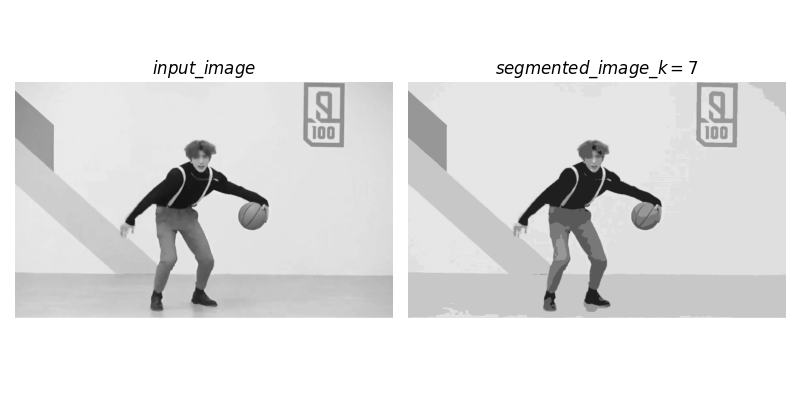 input_image
segmented_image_k = 7
100
100